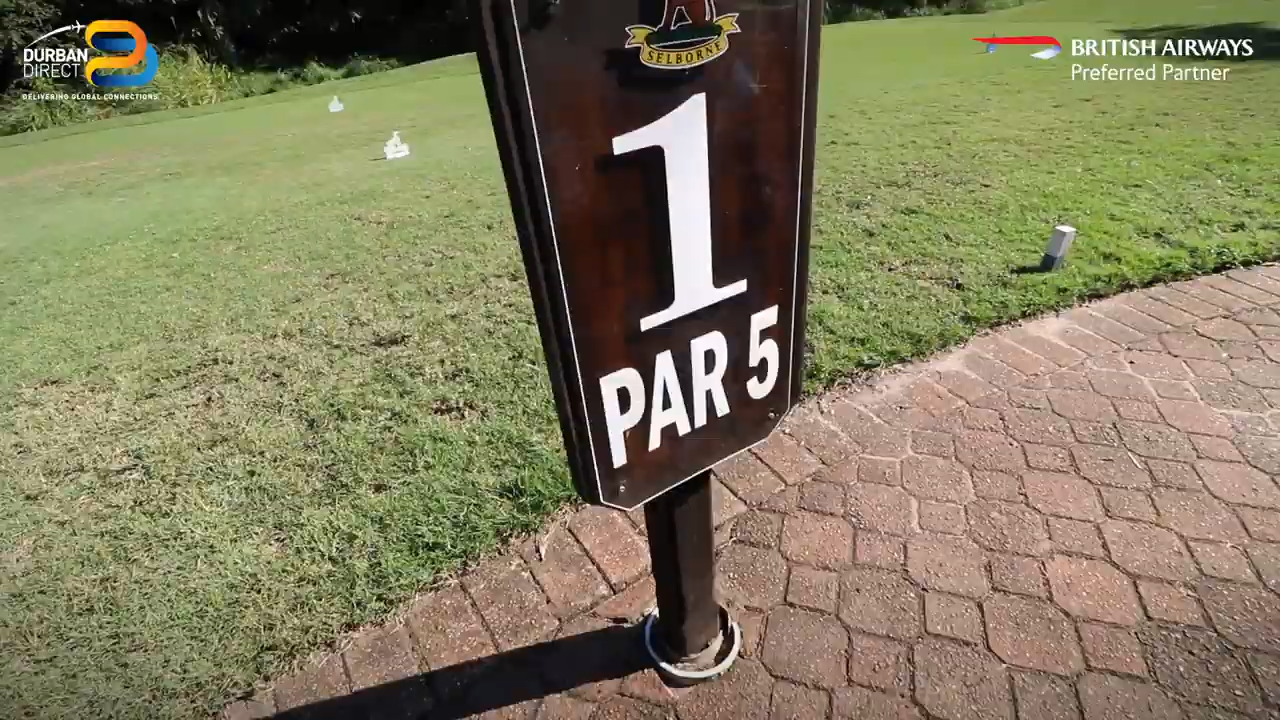 DURBAN
DIRECT
DELIVERING GLOBAL CONNECTIONS
BRITISH AIRWAYS
Preferred Partner
SELBORNE
1
PAR 5